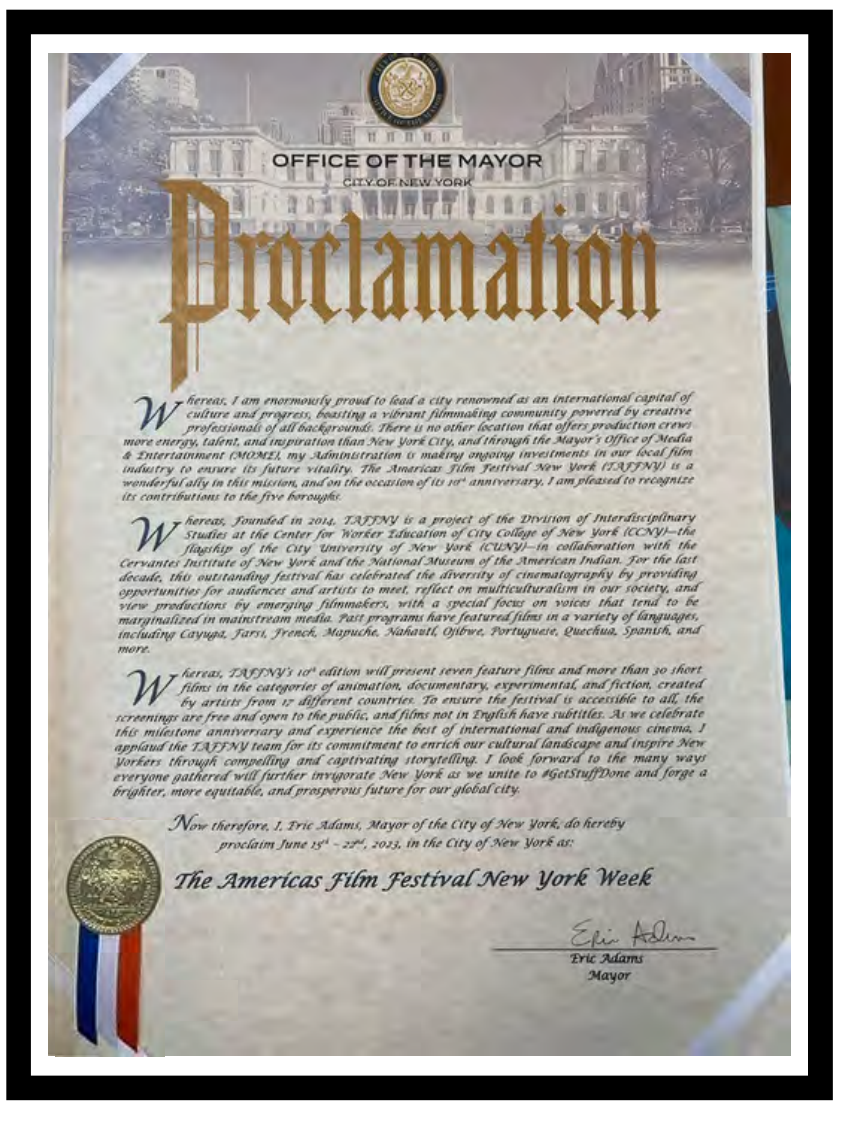 CITY OF NEW YORK
OFFICE OF THE MAYOR
OFFICE OF THE MAYOR
CITY OF NEW YORK
Proclamation
Whereas, I am enormously proud to lead a city renowned as an international capital of
culture and progress, boasting a vibrant filmmaking community powered by creative
professionals of all backgrounds. There is no other location that offers production crews
more energy, talent, and inspiration than New York City, and through the Mayor's Office of Media
& Entertainment (MOME), my Administration is making ongoing investments in our local film
industry to ensure its future vitality. The Americas Film Festival New York (TAFFNY) is a
wonderful ally in this mission, and on the occasion of its 10th anniversary, I am pleased to recognize
its contributions to the five boroughs.
Whereas, Founded in 2014, TAFFNY is a project of the Division of Interdisciplinary
Studies at the Center for Worker Education of City College of New York (CCNY)—the
flagship of the City University of New York (CUNY)—in collaboration with the
Cervantes Institute of New York and the National Museum of the American Indian. For the last
decade, this outstanding festival has celebrated the diversity of cinematography by providing
opportunities for audiences and artists to meet, reflect on multiculturalism in our society, and
view productions by emerging filmmakers, with a special focus on voices that tend to be
marginalized in mainstream media. Past programs have featured films in a variety of languages,
including Cayuga, Farsi, French, Mapuche, Nahautl, Ojibwe, Portuguese, Quechua, Spanish, and
more.
Whereas, TAFFNY's 10th edition will present seven feature films and more than 30 short
films in the categories of animation, documentary, experimental, and fiction, created
by artists from 17 different countries. To ensure the festival is accessible to all, the
screenings are free and open to the public, and films not in English have subtitles. As we celebrate
this milestone anniversary and experience the best of international and indigenous cinema, I
applaud the TAFFNY team for its commitment to enrich our cultural landscape and inspire New
Yorkers through compelling and captivating storytelling. I look forward to the many ways
everyone gathered will further invigorate New York as we unite to #GetStuffDone and forge a
brighter, more equitable, and prosperous future for our global city.
Now therefore, I, Eric Adams, Mayor of the City of New York, do hereby
proclaim June 15th – 22nd, 2023, in the City of New York as:
The Americas Film Festival New York Week
Eric Adams
Eric Adams
Mayor